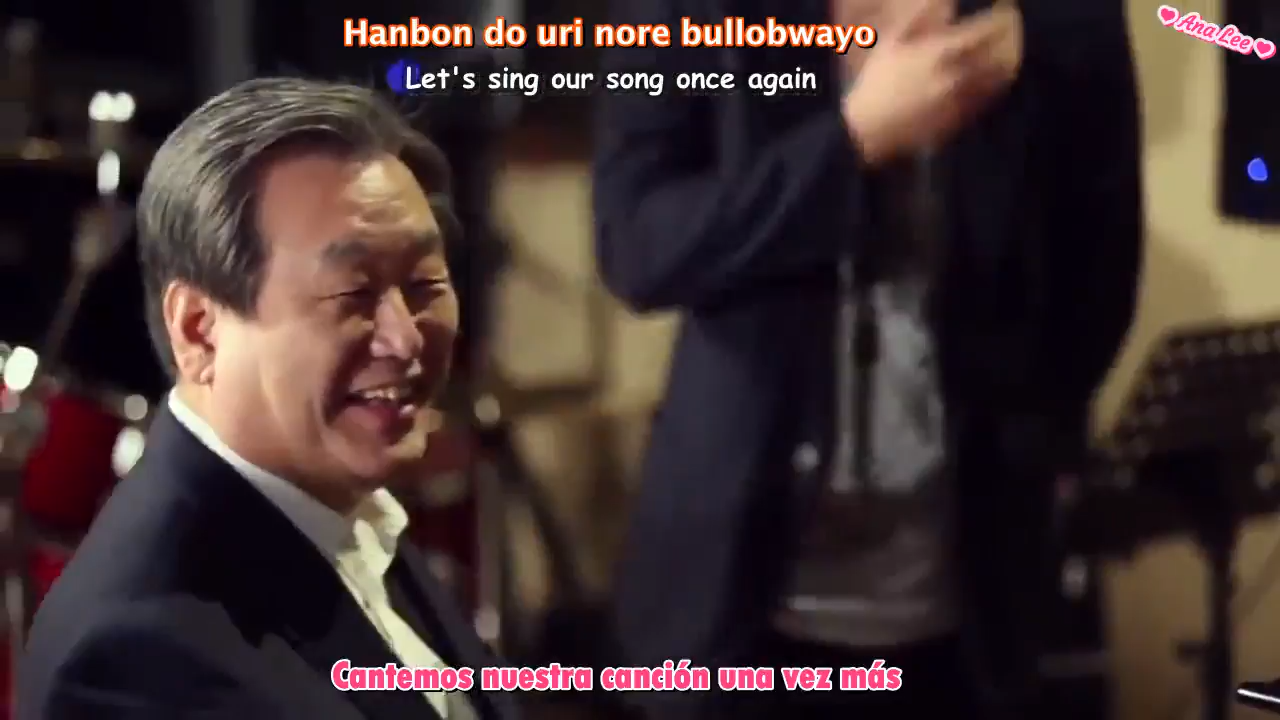 Hanbon do uri nore bullobwayo
Ana Lee
Let's sing our song once again
Cantemos nuestra canción una vez más